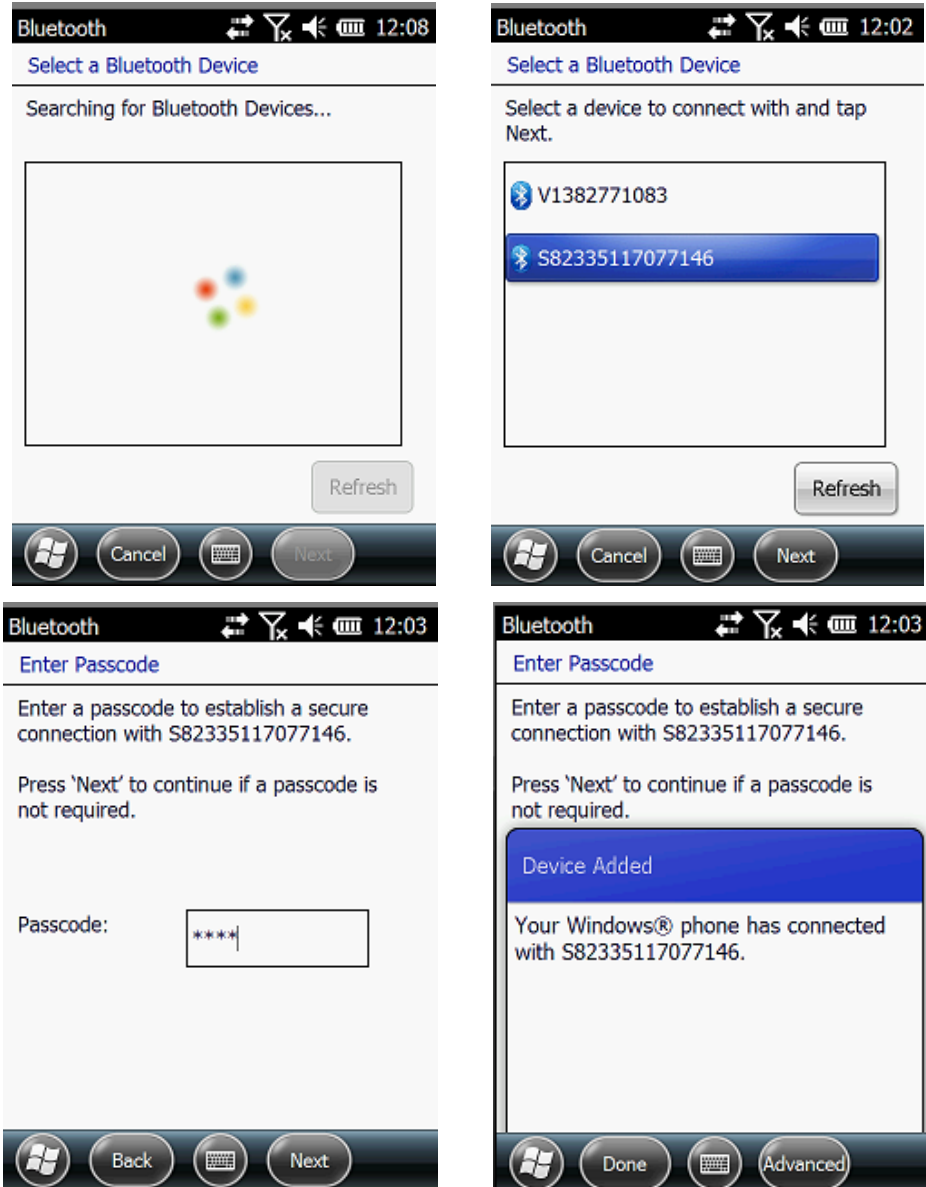 Bluetooth 12:08
Select a Bluetooth Device
Searching for Bluetooth Devices...
Refresh
Cancel Next
Bluetooth 12:02
Select a Bluetooth Device
Select a device to connect with and tap
Next.
V1382771083
S82335117077146
Refresh
Cancel Next
Bluetooth 12:03
Enter Passcode
Enter a passcode to establish a secure
connection with S82335117077146.
Press ‘Next’ to continue if a passcode is
not required.
Passcode: ****
Back Next
Bluetooth 12:03
Enter Passcode
Enter a passcode to establish a secure
connection with S82335117077146.
Press ‘Next’ to continue if a passcode is
not required.
Device Added
Your Windows® phone has connected
with S82335117077146.
Done Advanced